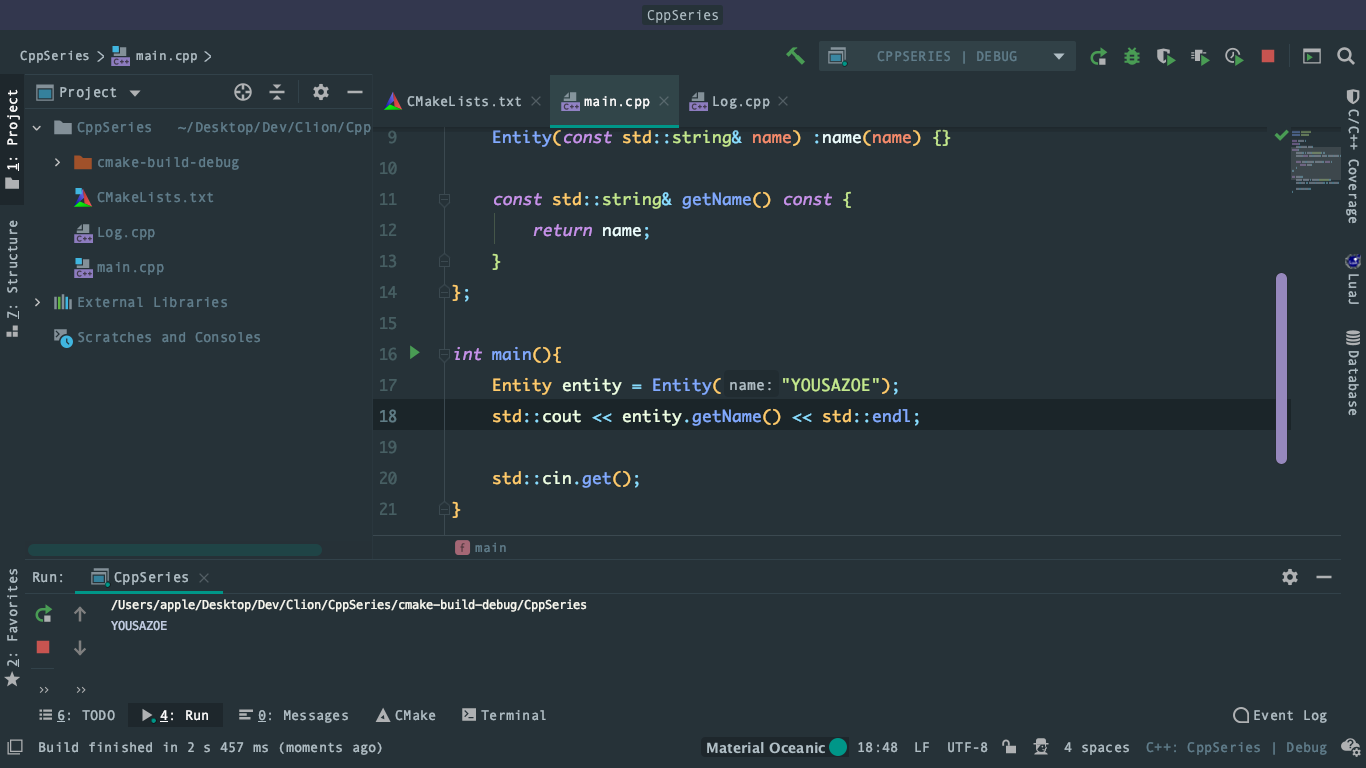 CppSeries
CppSeries > main.cpp >
CPPSERIES | DEBUG
Project
CMakeLists.txt
main.cpp
Log.cpp
1: Project
Z: Structure
2: Favorites
CppSeries ~/Desktop/Dev/Clion/Cpp
cmake-build-debug
CMakeLists.txt
Log.cpp
main.cpp
External Libraries
Scratches and Consoles
9 Entity(const std::string& name) :name(name) {}
10
11 const std::string& getName() const {
12 return name;
13 }
14 };
15
16 int main(){
17 Entity entity = Entity( name: "YOUSAZOE");
18 std::cout << entity.getName() << std::endl;
19
20 std::cin.get();
21 }
f main
C/C++ Coverage
LuaJ
Database
Run: CppSeries
/Users/apple/Desktop/Dev/Clion/CppSeries/cmake-build-debug/CppSeries
YOUSAZOE
6: TODO 4: Run 0: Messages CMake Terminal Event Log
Build finished in 2 s 457 ms (moments ago) Material Oceanic 18:48 LF UTF-8 4 spaces C++: CppSeries | Debug